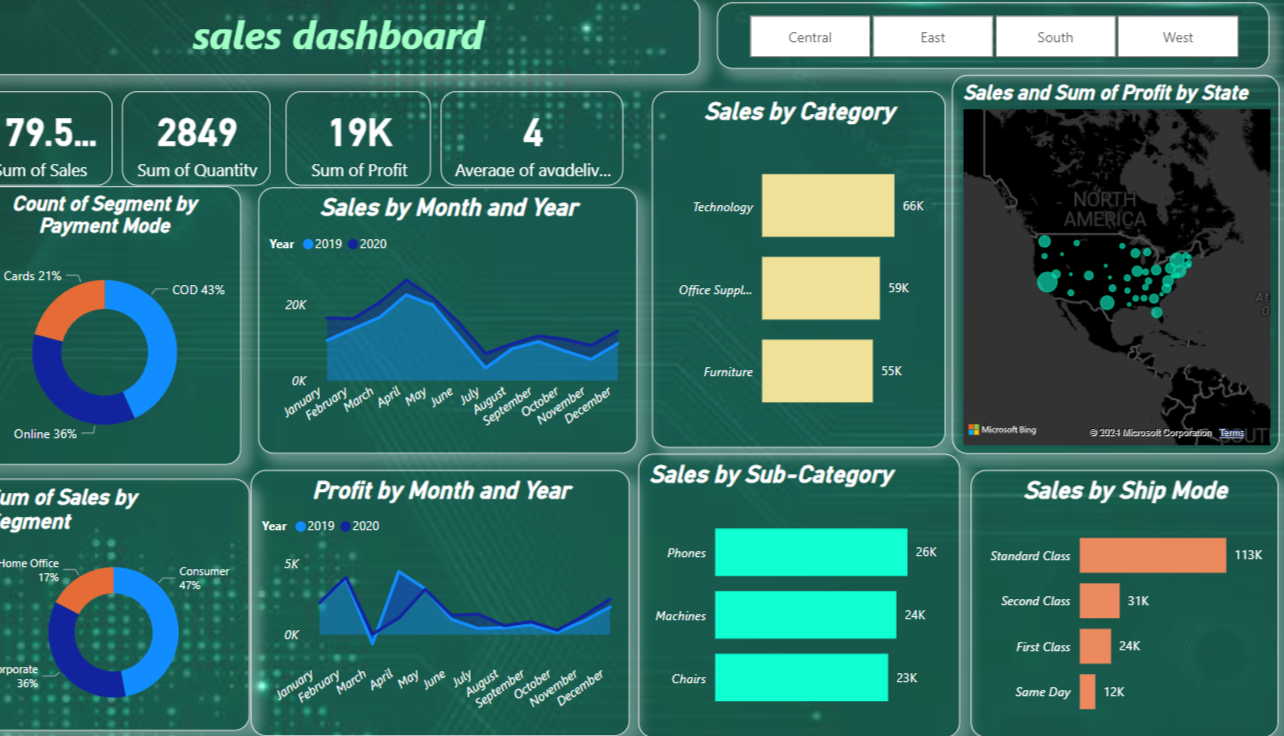 sales dashboard
Central
East
South
West
79.5...
Sum of Sales
2849
Sum of Quantity
19K
Sum of Profit
4
Average of avgdeliv...
Count of Segment by
Payment Mode
Cards 21%
COD 43%
Online 36%
Sales by Month and Year
Year 2019 2020
20K
0K
January
February
March
April
May
June
July
August
September
October
November
December
Sales by Category
Technology
66K
Office Suppl...
59K
Furniture
55K
Sales and Sum of Profit by State
NORTH
AMERICA
Microsoft Bing
© 2024 Microsoft Corporation Terms
um of Sales by
egment
Home Office
17%
Consumer
47%
orporate
36%
Profit by Month and Year
Year 2019 2020
5K
0K
January
February
March
April
May
June
July
August
September
October
November
December
Sales by Sub-Category
Phones
26K
Machines
24K
Chairs
23K
Sales by Ship Mode
Standard Class
113K
Second Class
31K
First Class
24K
Same Day
12K